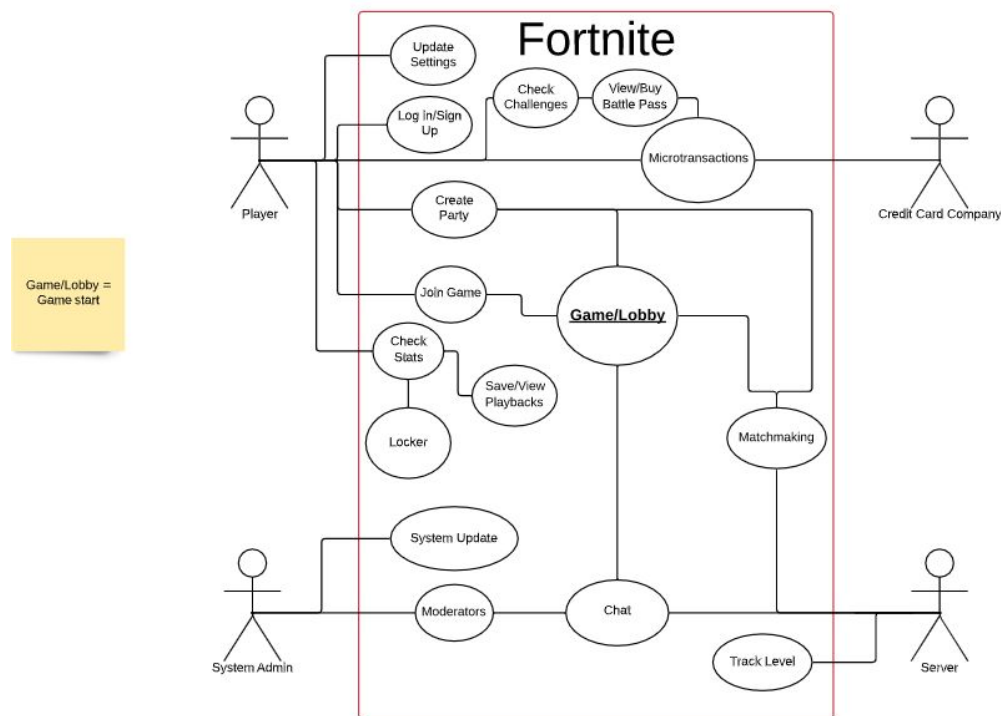 Fortnite
Update
Settings
Check
Challenges
View/Buy
Battle Pass
Log in/Sign
Up
Microtransactions
Player
Credit Card Company
Create
Party
Game/Lobby =
Game start
Join Game
Game/Lobby
Check
Stats
Save/View
Playbacks
Locker
Matchmaking
System Update
Moderators
Chat
System Admin
Track Level
Server